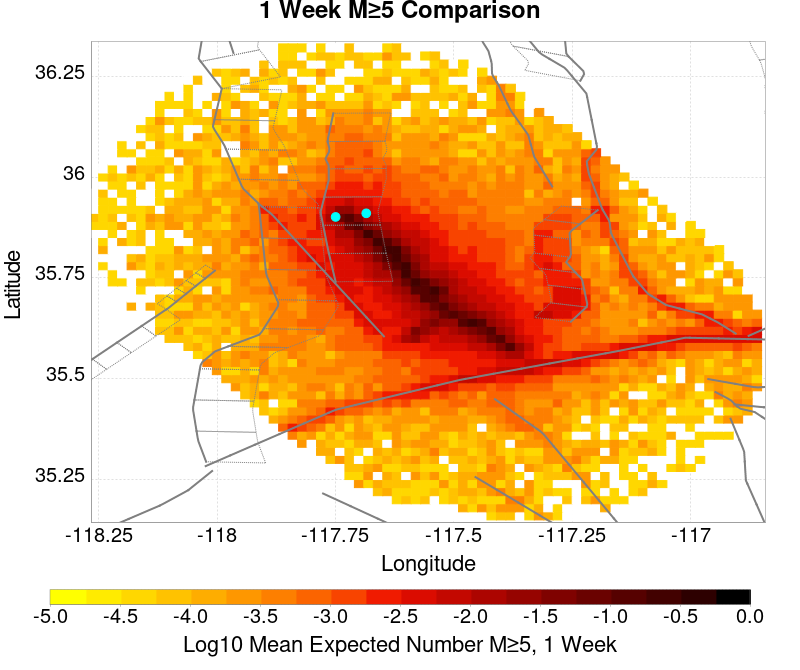 1 Week M≥5 Comparison
36.25
36
35.75
35.5
35.25
Latitude
-118.25 -118 -117.75 -117.5 -117.25 -117
Longitude
-5.0 -4.5 -4.0 -3.5 -3.0 -2.5 -2.0 -1.5 -1.0 -0.5 0.0
Log10 Mean Expected Number M≥5, 1 Week